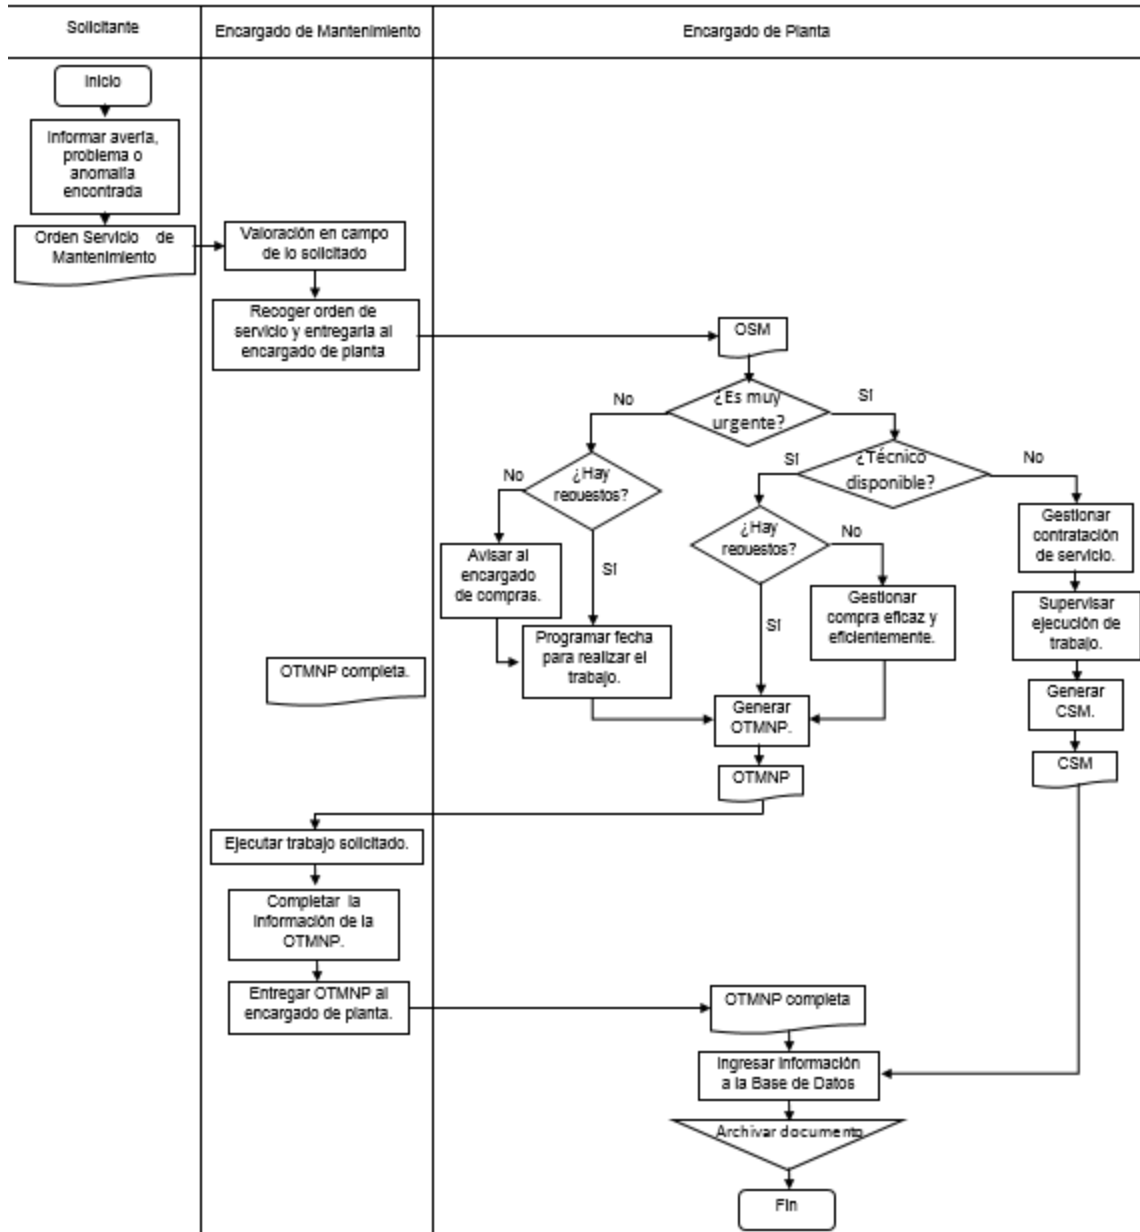 Solicitante
Encargado de Mantenimiento
Encargado de Planta
Inicio
Informar avería,
problema o
anomalía
encontrada
Orden Servicio de
Mantenimiento
Valoración en campo
de lo solicitado
Recoger orden de
servicio y entregarla al
encargado de planta
OSM
¿Es muy
urgente?
No
Sí
¿Hay
repuestos?
No
Sí
¿Técnico
disponible?
Sí
No
¿Hay
repuestos?
No
Sí
Gestionar
contratación
de servicio.
Avisar al
encargado
de compras.
Gestionar
compra eficaz y
eficientemente.
Supervisar
ejecución de
trabajo.
Programar fecha
para realizar el
trabajo.
OTMNP completa.
Generar
OTMNP.
Generar
CSM.
OTMNP
CSM
Ejecutar trabajo solicitado.
Completar la
información de la
OTMNP.
Entregar OTMNP al
encargado de planta.
OTMNP completa
Ingresar información
a la Base de Datos
Archivar documento
Fin